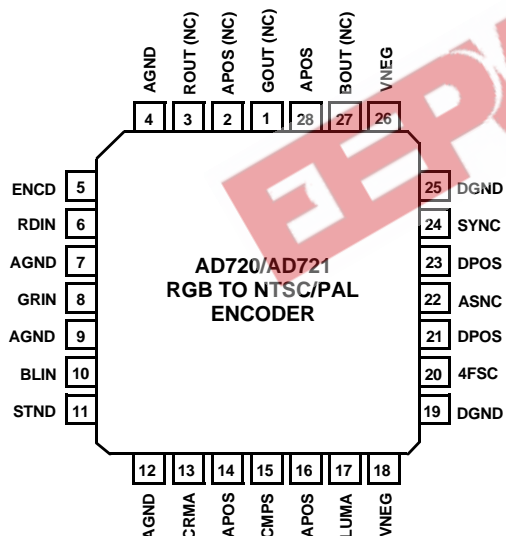 AGND
ROUT (NC)
APOS (NC)
GOUT (NC)
APOS
BOUT (NC)
VNEG
4 3 2 1 28 27 26
ENCD 5
RDIN 6
AGND 7
GRIN 8
AGND 9
BLIN 10
STND 11
AD720/AD721
RGB TO NTSC/PAL
ENCODER
25 DGND
24 SYNC
23 DPOS
22 ASNC
21 DPOS
20 4FSC
19 DGND
12 13 14 15 16 17 18
AGND
CRMA
APOS
CMPS
APOS
LUMA
VNEG